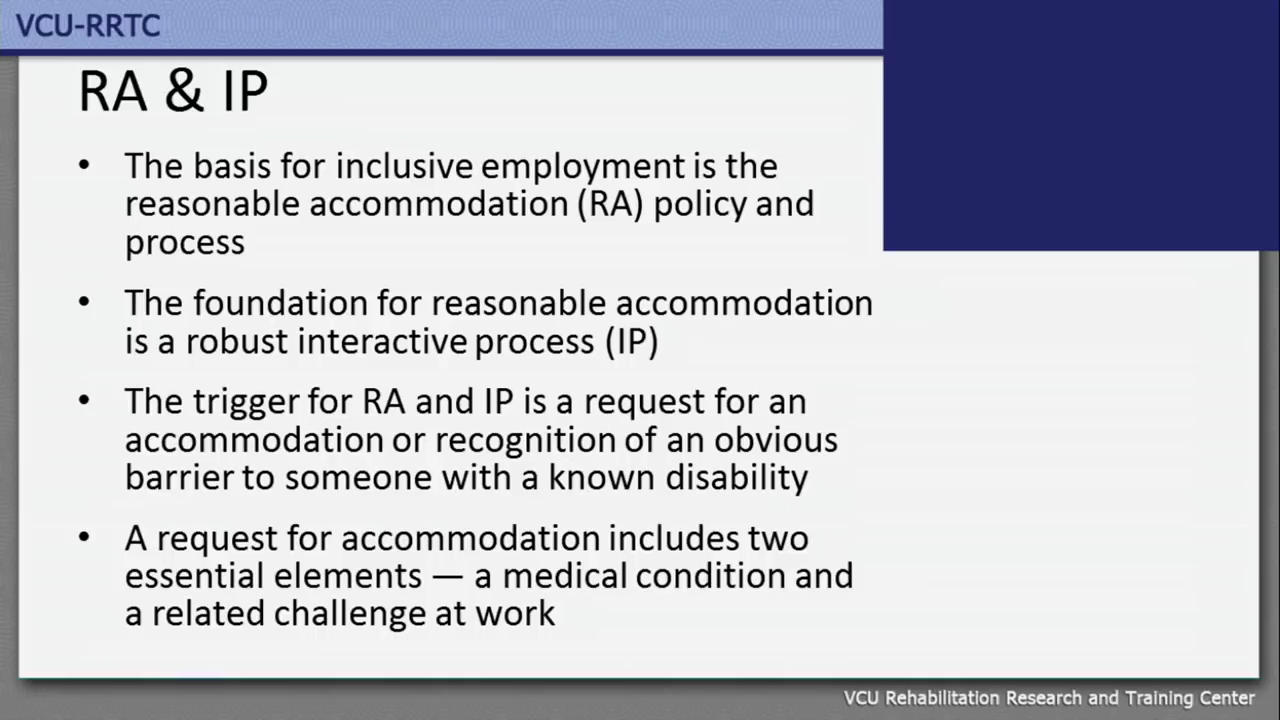 VCU-RRTC
RA & IP
• The basis for inclusive employment is the
reasonable accommodation (RA) policy and
process
• The foundation for reasonable accommodation
is a robust interactive process (IP)
• The trigger for RA and IP is a request for an
accommodation or recognition of an obvious
barrier to someone with a known disability
• A request for accommodation includes two
essential elements — a medical condition and
a related challenge at work
VCU Rehabilitation Research and Training Center